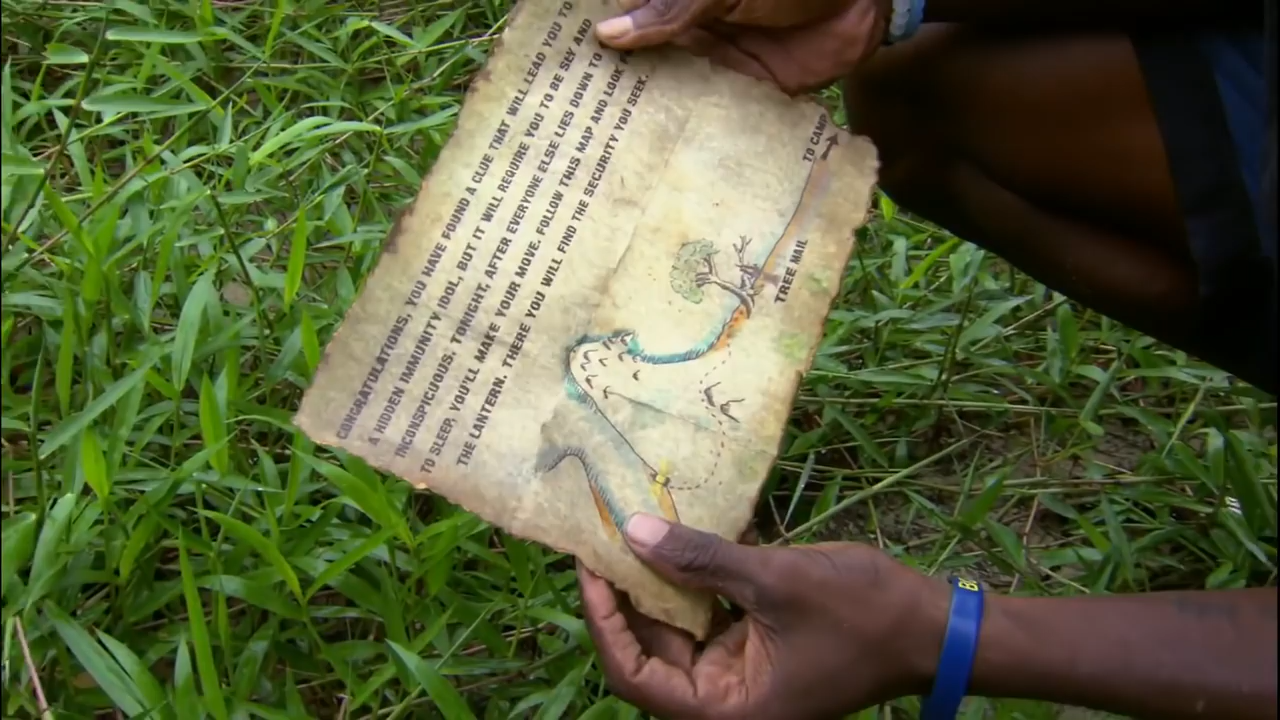 CONGRATULATIONS, YOU HAVE FOUND A CLUE THAT WILL LEAD YOU TO
A HIDDEN IMMUNITY IDOL, BUT IT WILL REQUIRE YOU TO BE SLY AND
INCONSPICUOUS. TONIGHT, AFTER EVERYONE ELSE LIES DOWN TO
TO SLEEP, YOU'LL MAKE YOUR MOVE. FOLLOW THIS MAP AND LOOK
THE LANTERN. THERE YOU WILL FIND THE SECURITY YOU SEEK.
TO CAMP
TREE MAIL